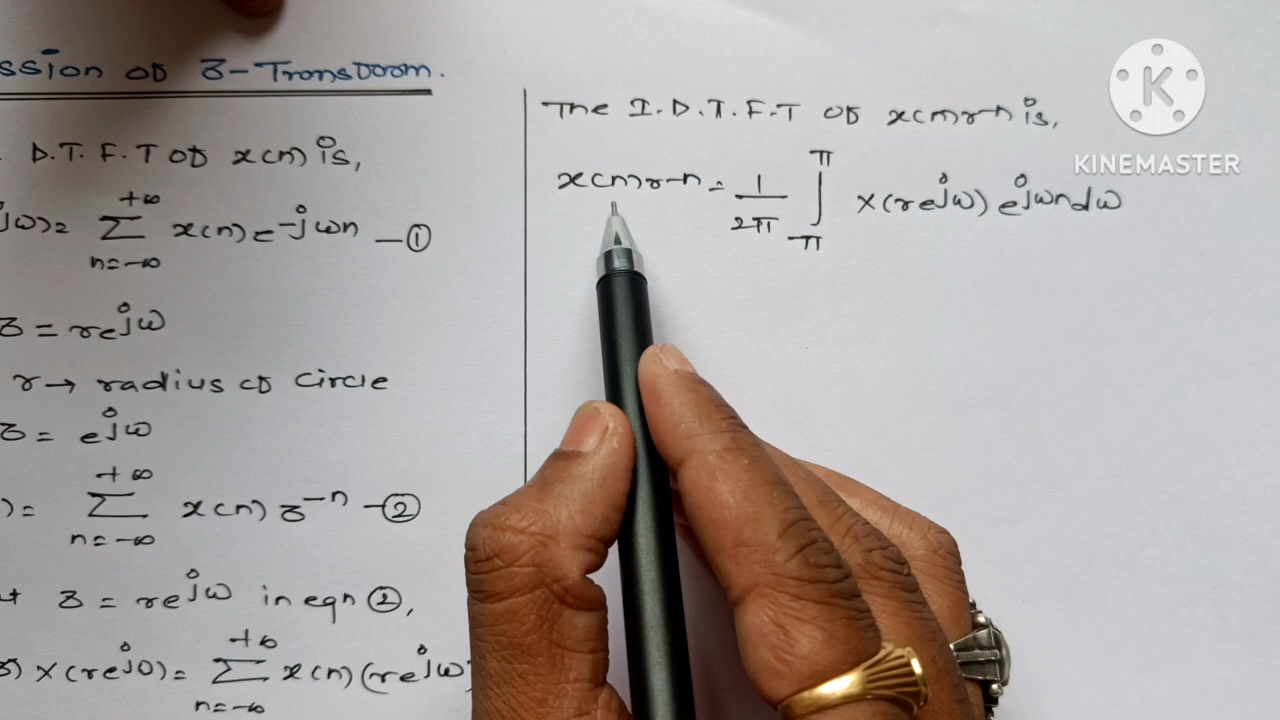 ssion of Z-Transform.
D.T.F.T of x(n) is,
jω)= +∞ Σ n=-∞ x(n)e^-jωn —①
Z = re^jω
r→ radius of circle
Z = e^jω
)= +∞ Σ n=-∞ x(n) Z^-n —②
Z = re^jω in eqn ②,
X(re^jω)= +∞ Σ n=-∞ x(n)(re^jω
The I.D.T.F.T of x(n)r-n is,
x(n)r-n = 1/2π ∫ π -π X(re^jω) e^jωn dω
KINEMASTER